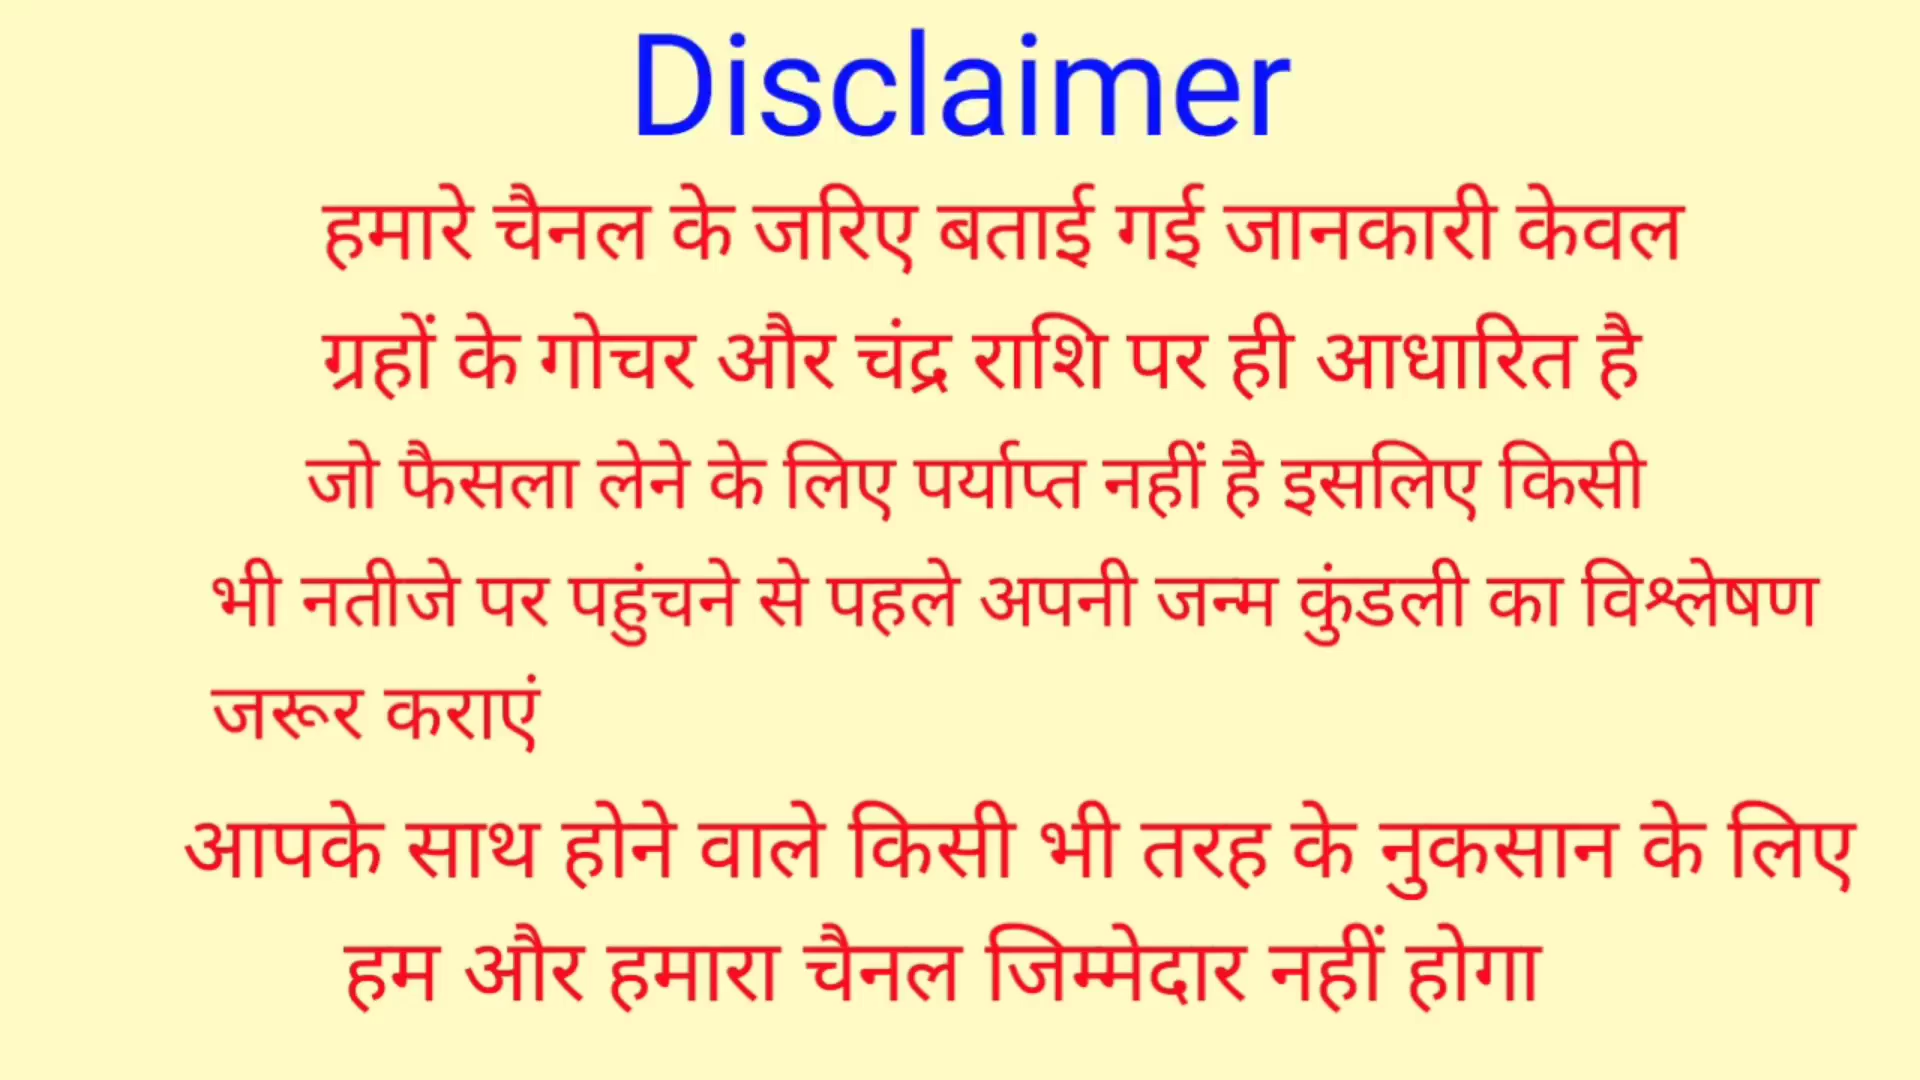 Disclaimer
हमारे चैनल के जरिए बताई गई जानकारी केवल
ग्रहों के गोचर और चंद्र राशि पर ही आधारित है
जो फैसला लेने के लिए पर्याप्त नहीं है इसलिए किसी
भी नतीजे पर पहुंचने से पहले अपनी जन्म कुंडली का विश्लेषण
जरूर कराएं
आपके साथ होने वाले किसी भी तरह के नुकसान के लिए
हम और हमारा चैनल जिम्मेदार नहीं होगा